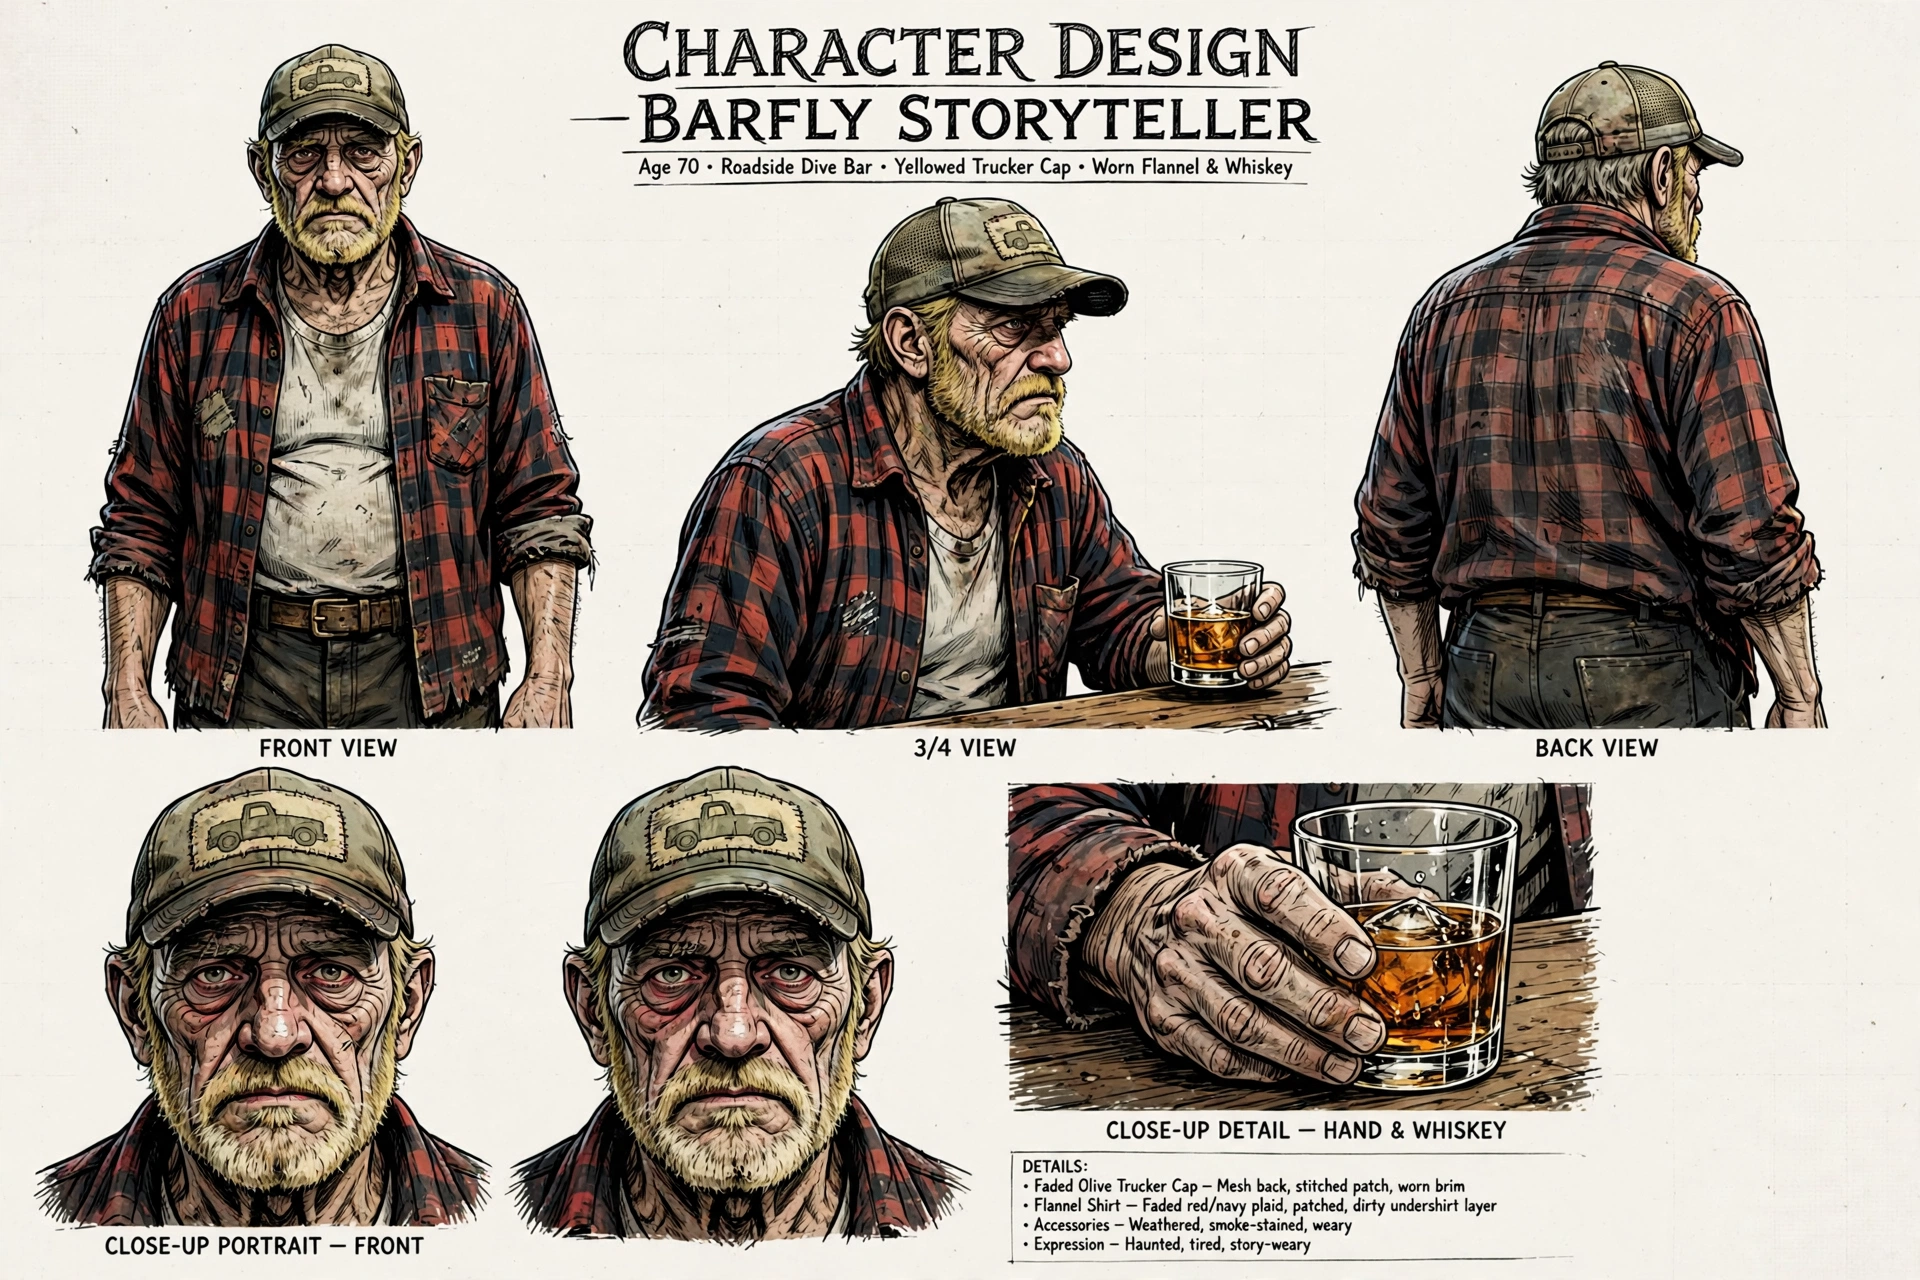 CHARACTER DESIGN
—BARFLY STORYTELLER
Age 70 • Roadside Dive Bar • Yellowed Trucker Cap • Worn Flannel & Whiskey
FRONT VIEW
3/4 VIEW
BACK VIEW
CLOSE-UP PORTRAIT — FRONT
CLOSE-UP DETAIL — HAND & WHISKEY
DETAILS:
• Faded Olive Trucker Cap — Mesh back, stitched patch, worn brim
• Flannel Shirt — Faded red/navy plaid, patched, dirty undershirt layer
• Accessories — Weathered, smoke-stained, weary
• Expression — Haunted, tired, story-weary